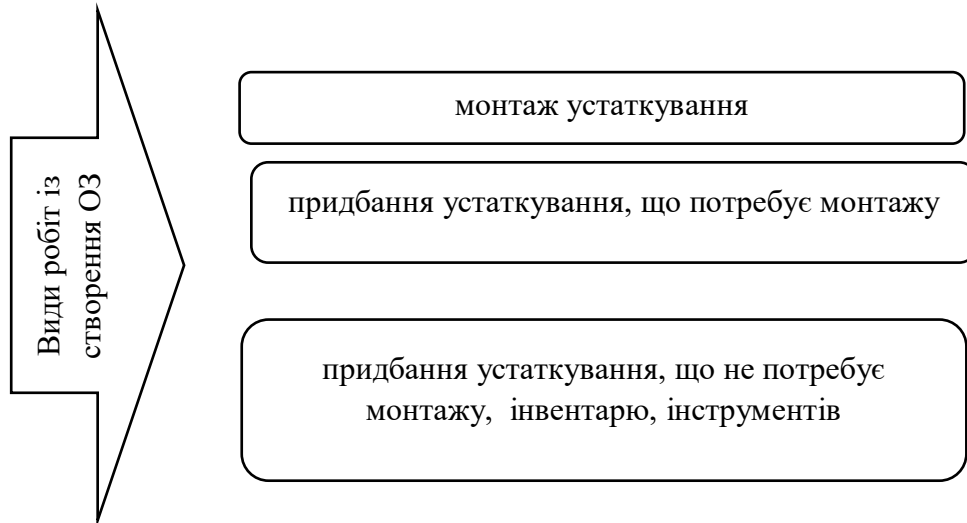 Види робіт із
створення ОЗ
монтаж устаткування
придбання устаткування, що потребує монтажу
придбання устаткування, що не потребує
монтажу, інвентарю, інструментів